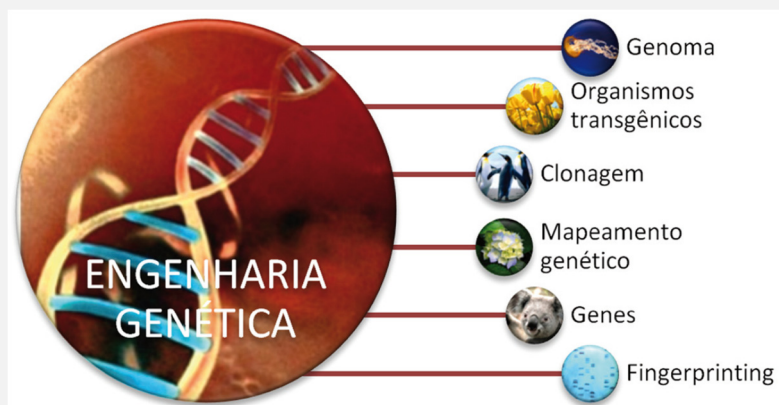 Genoma
Organismos
transgênicos
Clonagem
Mapeamento
genético
ENGENHARIA
GENÉTICA
Genes
Fingerprinting